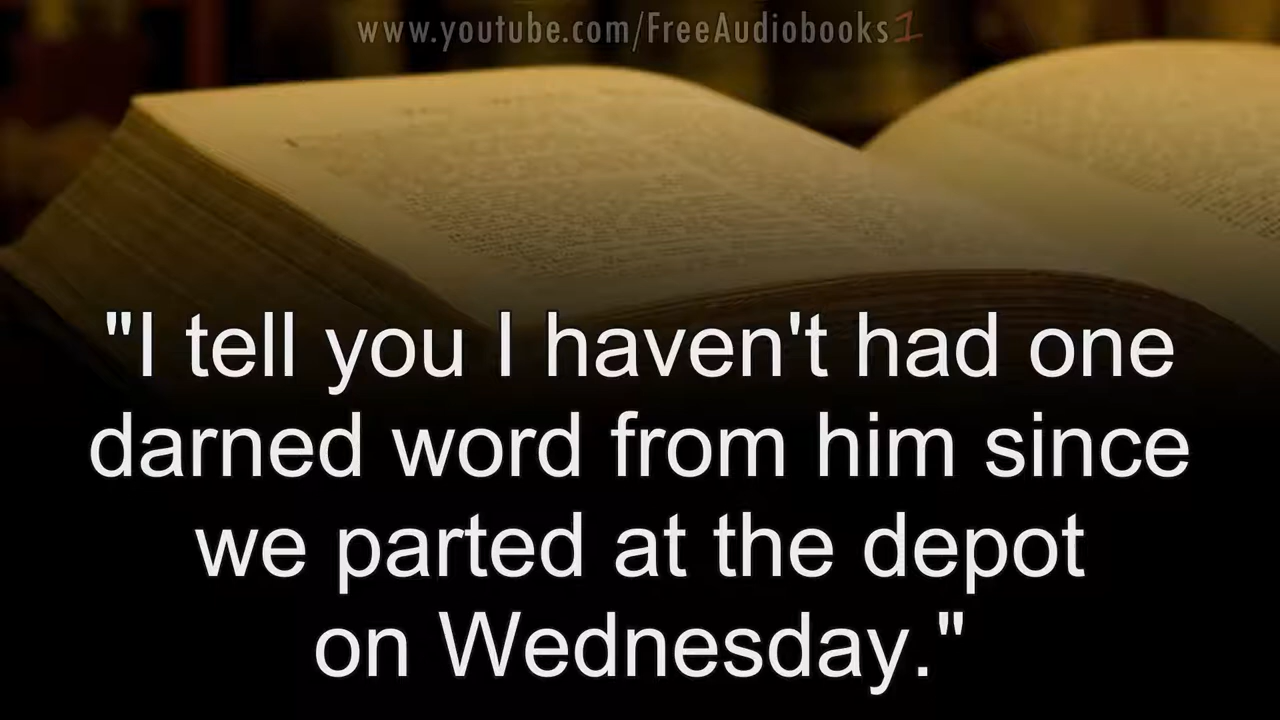 www.youtube.com/FreeAudiobooks1
"I tell you I haven't had one
darned word from him since
we parted at the depot
on Wednesday."